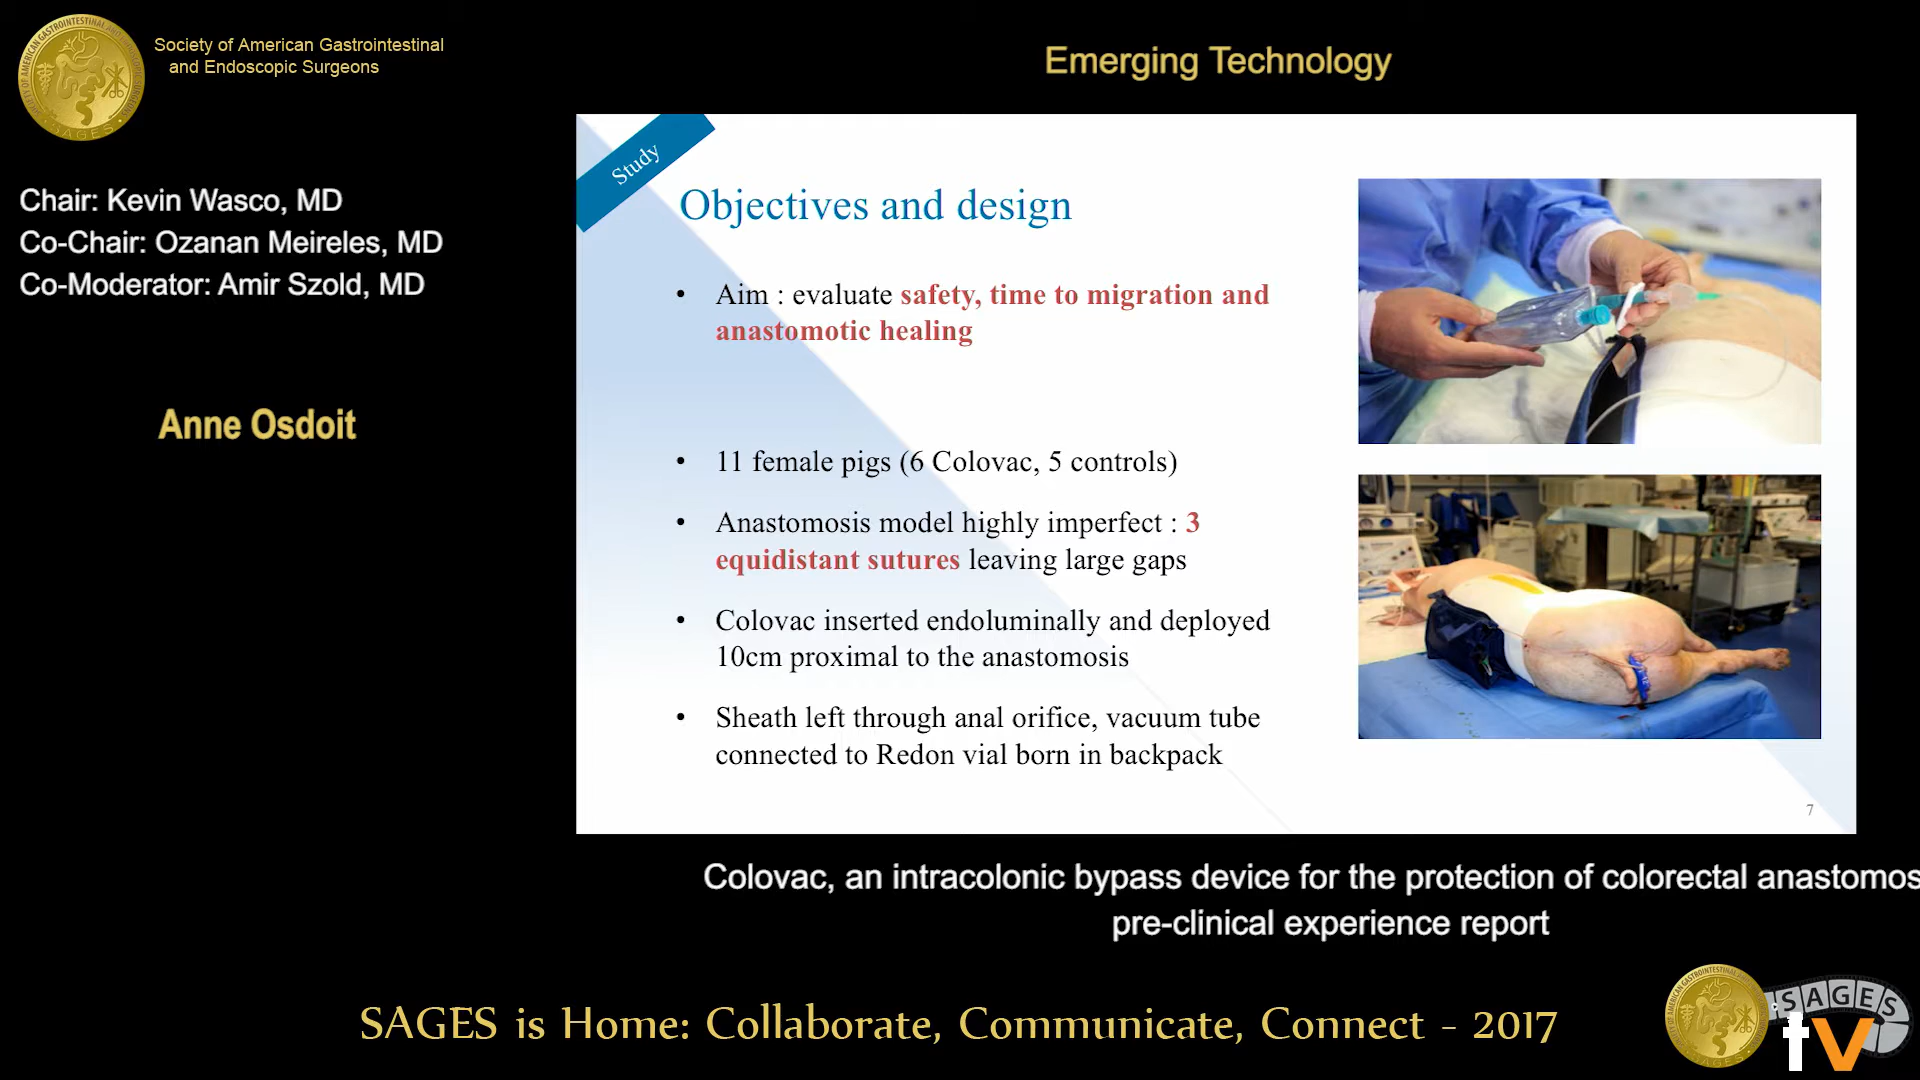 Society of American Gastrointestinal
and Endoscopic Surgeons
Emerging Technology
Chair: Kevin Wasco, MD
Co-Chair: Ozanan Meireles, MD
Co-Moderator: Amir Szold, MD
Anne Osdoit
Study
Objectives and design
• Aim : evaluate safety, time to migration and
anastomotic healing
• 11 female pigs (6 Colovac, 5 controls)
• Anastomosis model highly imperfect : 3
equidistant sutures leaving large gaps
• Colovac inserted endoluminally and deployed
10cm proximal to the anastomosis
• Sheath left through anal orifice, vacuum tube
connected to Redon vial born in backpack
7
Colovac, an intracolonic bypass device for the protection of colorectal anastomos
pre-clinical experience report
SAGES is Home: Collaborate, Communicate, Connect - 2017
SAGES
tv